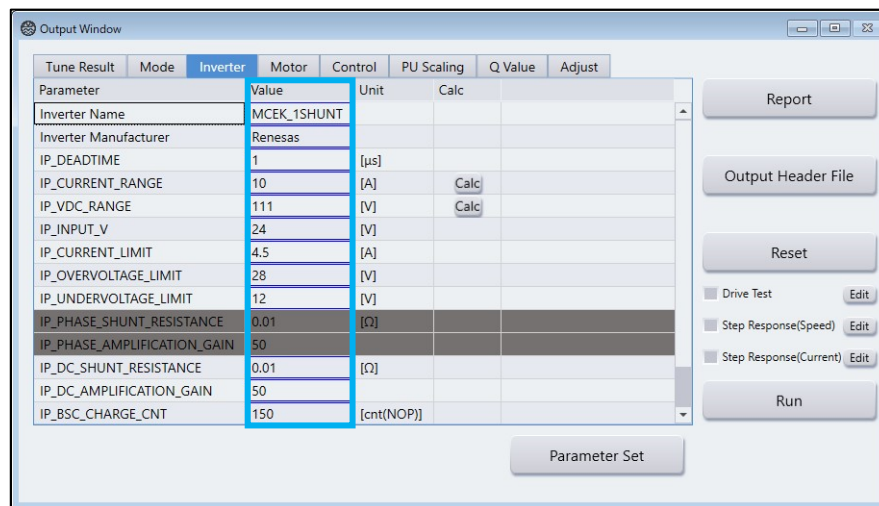 Output Window
Tune Result Mode Inverter Motor Control PU Scaling Q Value Adjust
Parameter Value Unit Calc
Inverter Name MCEK_1SHUNT
Inverter Manufacturer Renesas
IP_DEADTIME 1 [µs]
IP_CURRENT_RANGE 10 [A] Calc
IP_VDC_RANGE 111 [V] Calc
IP_INPUT_V 24 [V]
IP_CURRENT_LIMIT 4.5 [A]
IP_OVERVOLTAGE_LIMIT 28 [V]
IP_UNDERVOLTAGE_LIMIT 12 [V]
IP_PHASE_SHUNT_RESISTANCE 0.01 [Ω]
IP_PHASE_AMPLIFICATION_GAIN 50
IP_DC_SHUNT_RESISTANCE 0.01 [Ω]
IP_DC_AMPLIFICATION_GAIN 50
IP_BSC_CHARGE_CNT 150 [cnt(NOP)]
Parameter Set
Report
Output Header File
Reset
Drive Test Edit
Step Response(Speed) Edit
Step Response(Current) Edit
Run